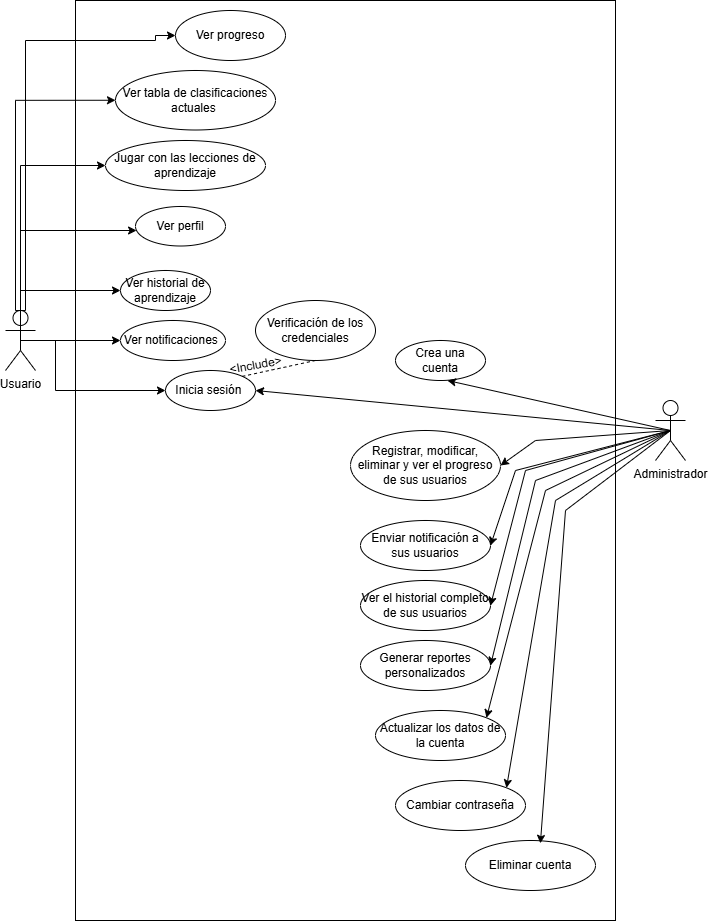 Ver progreso
Ver tabla de clasificaciones
actuales
Jugar con las lecciones de
aprendizaje
Ver perfil
Ver historial de
aprendizaje
Usuario
Ver notificaciones
Verificación de los
credenciales
<Include>
Inicia sesión
Crea una
cuenta
Administrador
Registrar, modificar,
eliminar y ver el progreso
de sus usuarios
Enviar notificación a
sus usuarios
Ver el historial completo
de sus usuarios
Generar reportes
personalizados
Actualizar los datos de
la cuenta
Cambiar contraseña
Eliminar cuenta